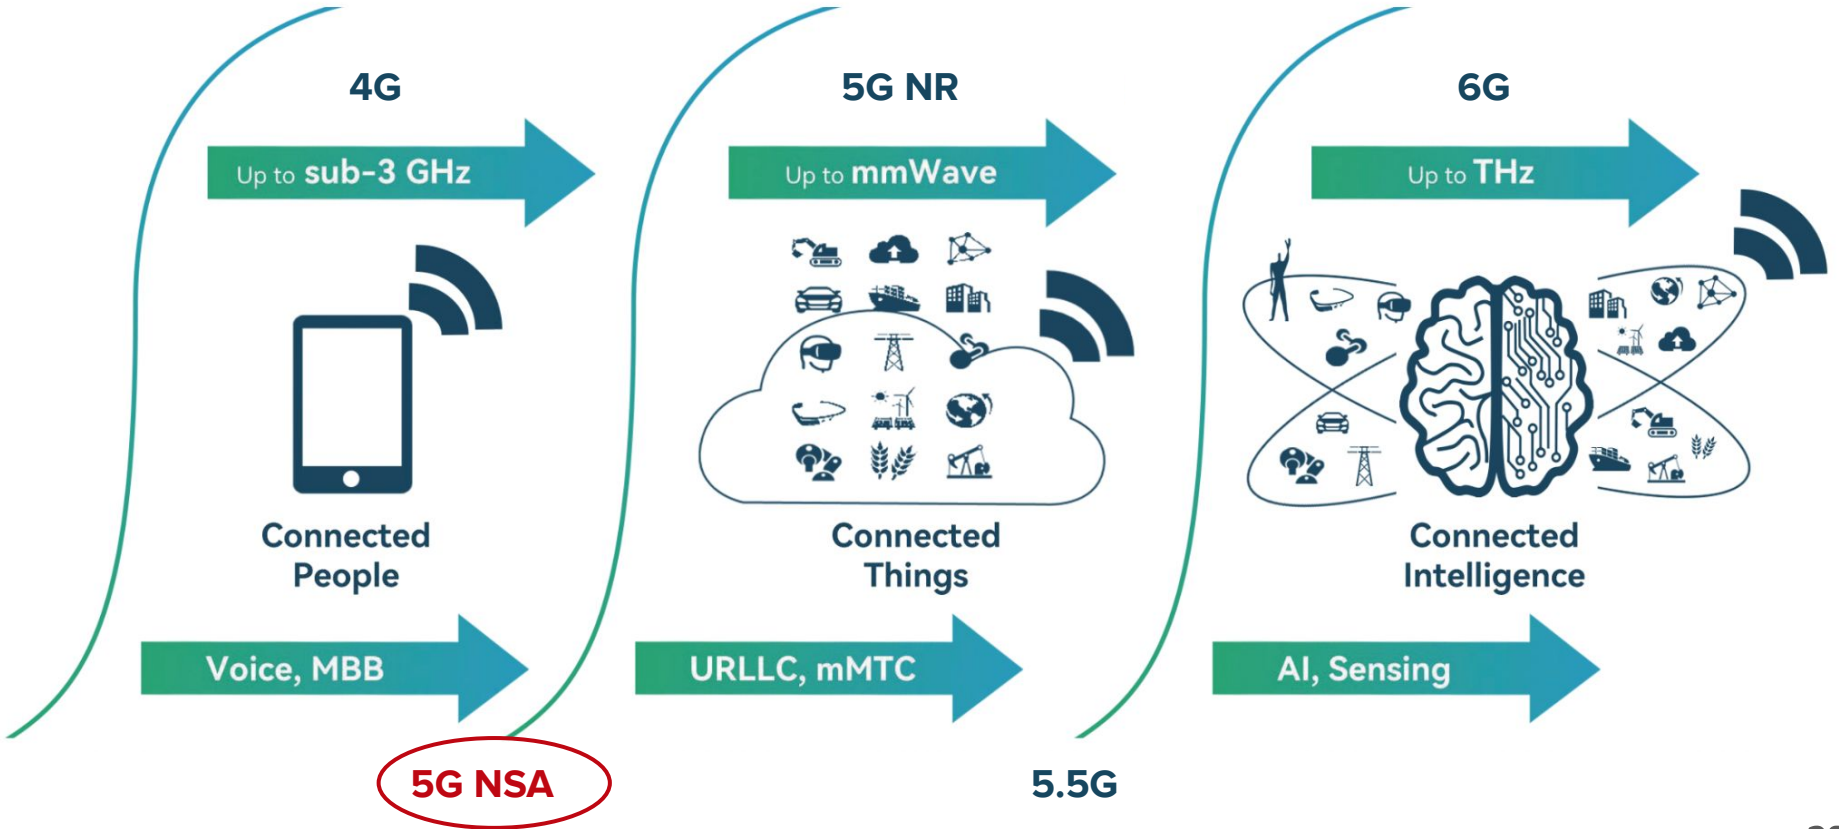 4G
5G NR
6G
Up to sub-3 GHz
Up to mmWave
Up to THz
Connected
People
Connected
Things
Connected
Intelligence
Voice, MBB
URLLC, mMTC
AI, Sensing
5G NSA
5.5G